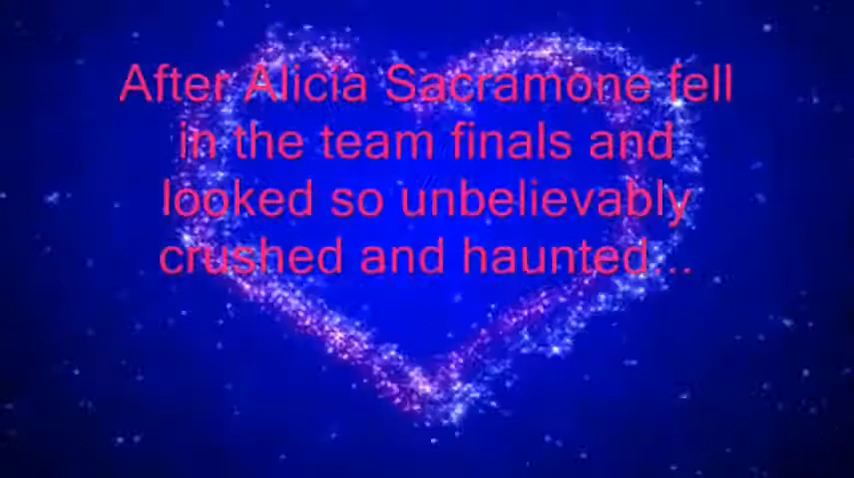 After Alicia Sacramone fell
in the team finals and
looked so unbelievably
crushed and haunted...